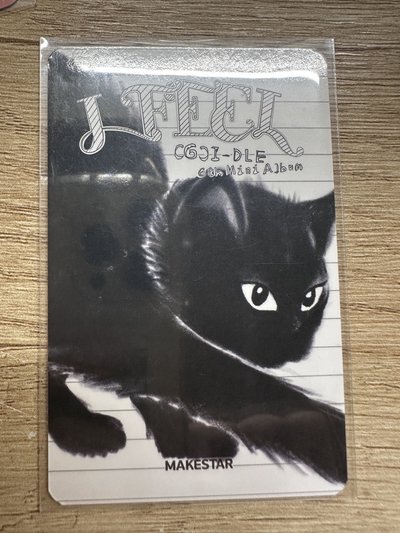 I FEEL
(G)I-DLE
6th Mini Album
MAKESTAR